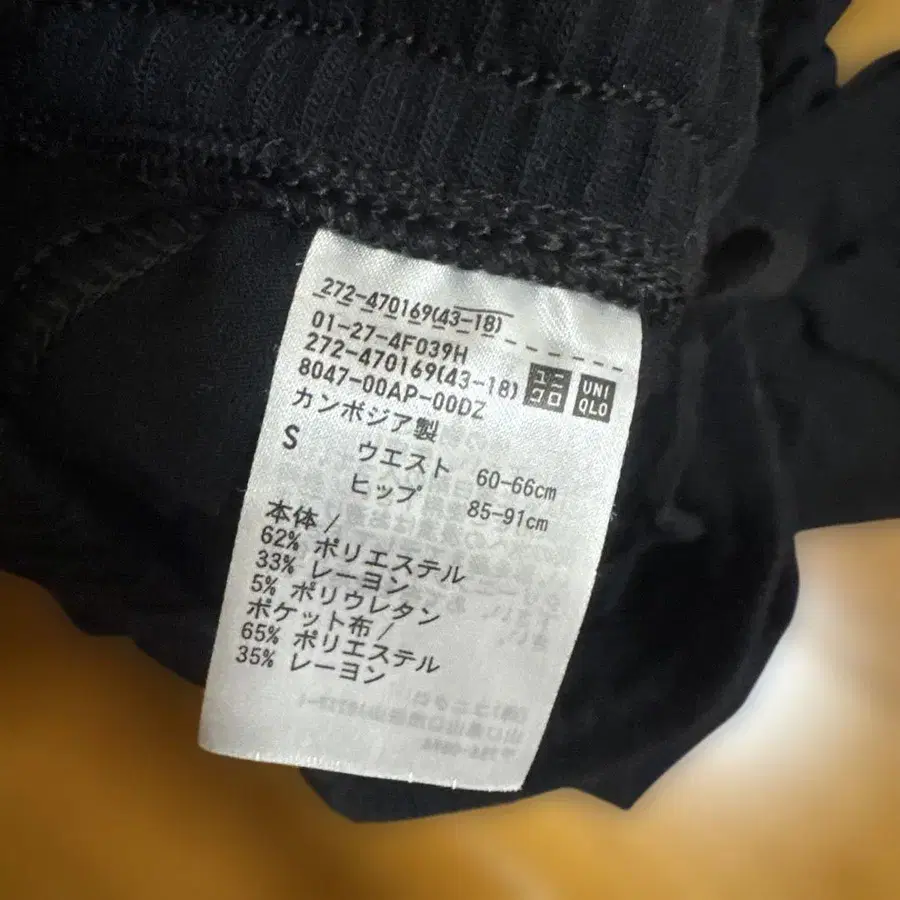 272-470169(43-18)
01-27-4F039H
272-470169(43-18)
ユニクロ
UNIQLO
8047-00AP-00DZ
カンボジア製
S
ウエスト 60-66cm
ヒップ 85-91cm
本体/
62% ポリエステル
33% レーヨン
5% ポリウレタン
ポケット布/
65% ポリエステル
35% レーヨン